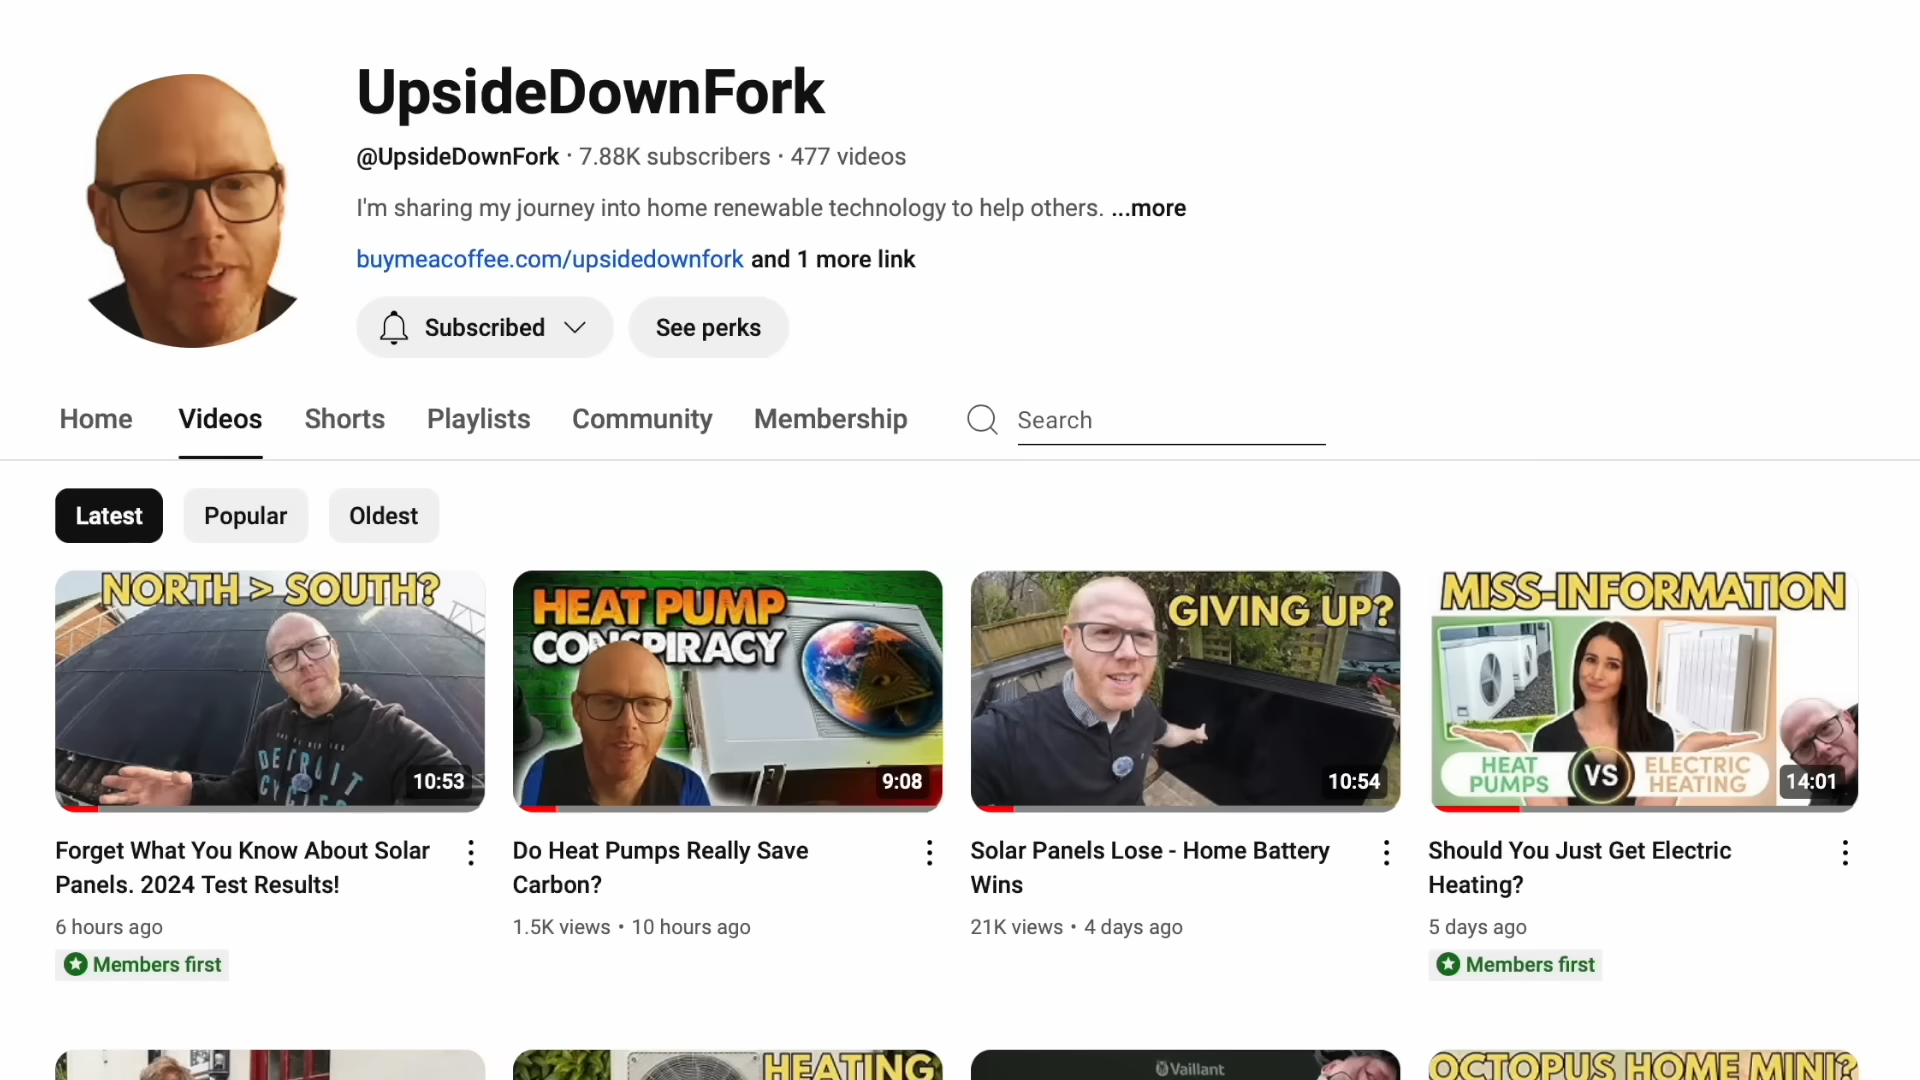 UpsideDownFork
@UpsideDownFork · 7.88K subscribers · 477 videos
I'm sharing my journey into home renewable technology to help others. ...more
buymeacoffee.com/upsidedownfork and 1 more link
Subscribed
See perks
Home
Videos
Shorts
Playlists
Community
Membership
Search
Latest
Popular
Oldest
NORTH > SOUTH?
DETROIT
10:53
Forget What You Know About Solar
Panels. 2024 Test Results!
6 hours ago
Members first
HEAT PUMP
CONSPIRACY
9:08
Do Heat Pumps Really Save
Carbon?
1.5K views • 10 hours ago
GIVING UP?
10:54
Solar Panels Lose - Home Battery
Wins
21K views • 4 days ago
MISS-INFORMATION
HEAT
PUMPS
VS
ELECTRIC
HEATING
14:01
Should You Just Get Electric
Heating?
5 days ago
Members first
HEATING
Vaillant
OCTOPUS HOME MINI?